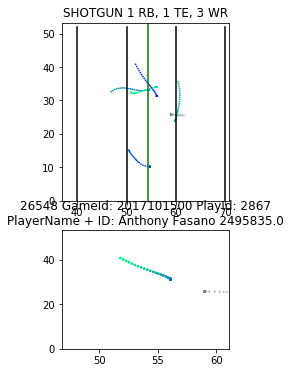 SHOTGUN 1 RB, 1 TE, 3 WR
50
40
30
20
10
0
40 50 60 70
26548 GameId: 2017101500 PlayId: 2867
PlayerName + ID: Anthony Fasano 2495835.0
40
20
0
50 55 60